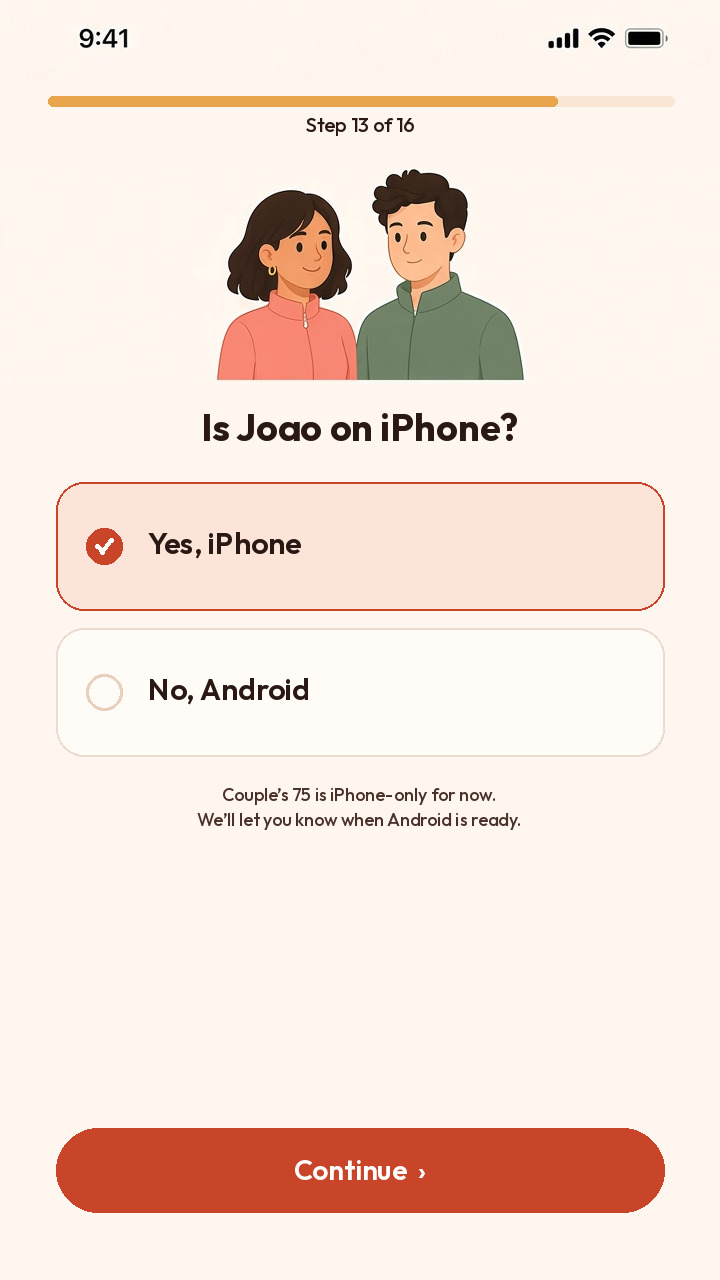 9:41
Step 13 of 16
Is Joao on iPhone?
Yes, iPhone
No, Android
Couple’s 75 is iPhone-only for now.
We’ll let you know when Android is ready.
Continue ›